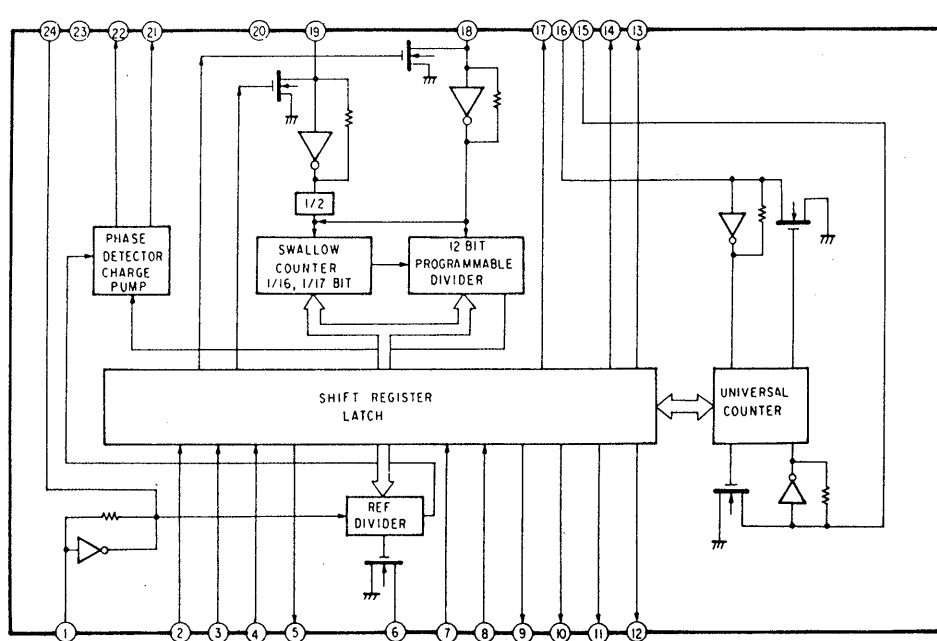 24 23 22 21 20 19 18 17 16 15 14 13
1/2
PHASE
DETECTOR
CHARGE
PUMP
SWALLOW
COUNTER
1/16, 1/17 BIT
12 BIT
PROGRAMMABLE
DIVIDER
SHIFT REGISTER
LATCH
UNIVERSAL
COUNTER
REF
DIVIDER
1 2 3 4 5 6 7 8 9 10 11 12